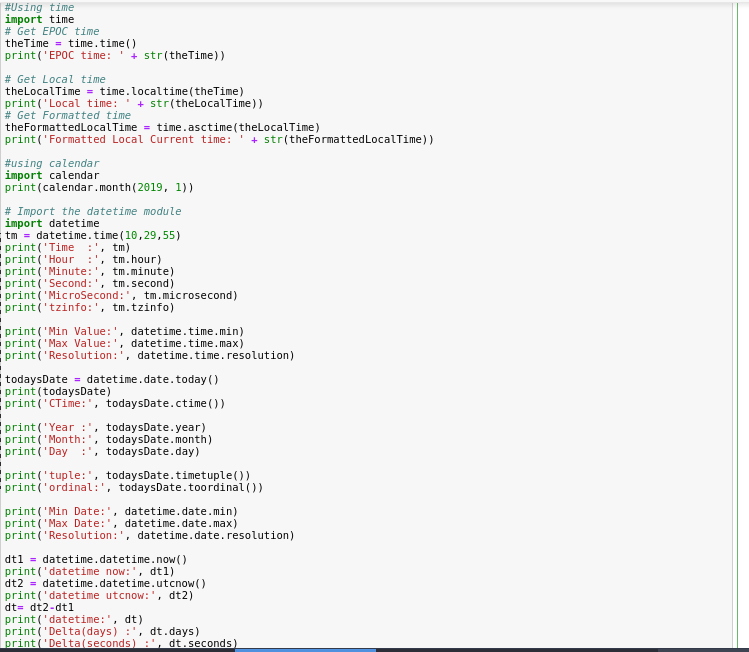 #Using time
import time
# Get EPOC time
theTime = time.time()
print('EPOC time: ' + str(theTime))
# Get Local time
theLocalTime = time.localtime(theTime)
print('Local time: ' + str(theLocalTime))
# Get Formatted time
theFormattedLocalTime = time.asctime(theLocalTime)
print('Formatted Local Current time: ' + str(theFormattedLocalTime))
#using calendar
import calendar
print(calendar.month(2019, 1))
# Import the datetime module
import datetime
tm = datetime.time(10,29,55)
print('Time  :', tm)
print('Hour  :', tm.hour)
print('Minute:', tm.minute)
print('Second:', tm.second)
print('MicroSecond:', tm.microsecond)
print('tzinfo:', tm.tzinfo)
print('Min Value:', datetime.time.min)
print('Max Value:', datetime.time.max)
print('Resolution:', datetime.time.resolution)
todaysDate = datetime.date.today()
print(todaysDate)
print('CTime:', todaysDate.ctime())
print('Year :', todaysDate.year)
print('Month:', todaysDate.month)
print('Day  :', todaysDate.day)
print('tuple:', todaysDate.timetuple())
print('ordinal:', todaysDate.toordinal())
print('Min Date:', datetime.date.min)
print('Max Date:', datetime.date.max)
print('Resolution:', datetime.date.resolution)
dt1 = datetime.datetime.now()
print('datetime now:', dt1)
dt2 = datetime.datetime.utcnow()
print('datetime utcnow:', dt2)
dt= dt2-dt1
print('datetime:', dt)
print('Delta(days) :', dt.days)
print('Delta(seconds) :', dt.seconds)